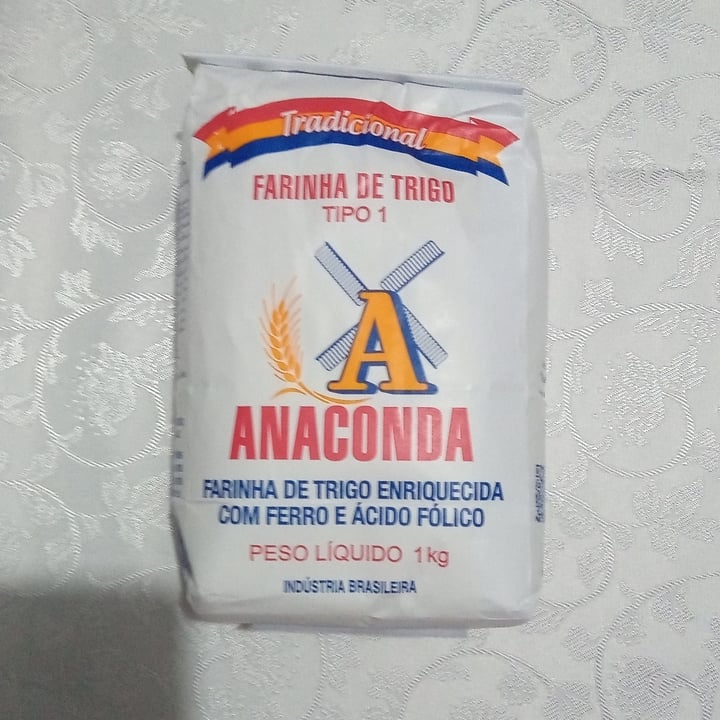 Tradicional
FARINHA DE TRIGO
TIPO 1
A
ANACONDA
FARINHA DE TRIGO ENRIQUECIDA
COM FERRO E ÁCIDO FÓLICO
PESO LÍQUIDO 1kg
INDÚSTRIA BRASILEIRA